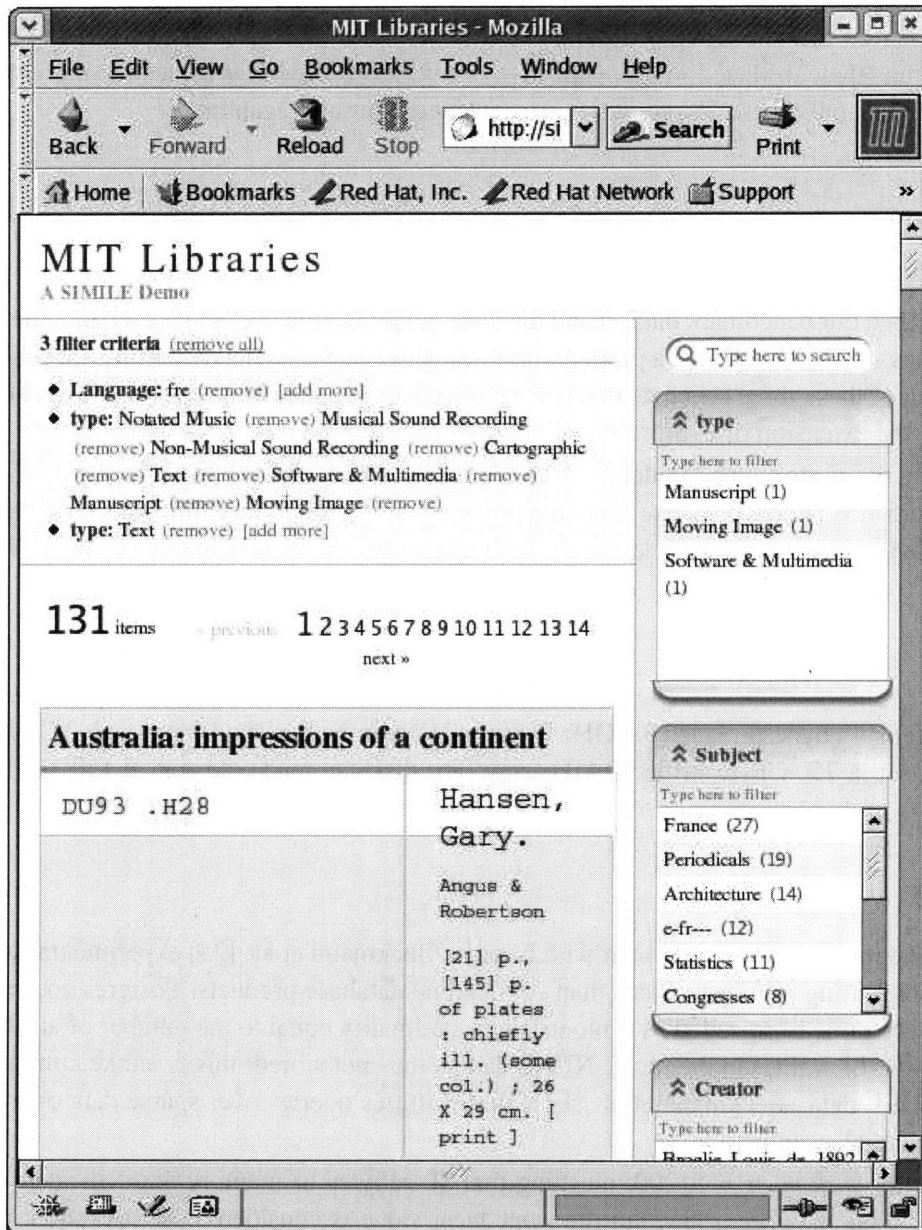 MIT Libraries - Mozilla
File Edit View Go Bookmarks Tools Window Help
Back Forward Reload Stop http://si Search Print
Home Bookmarks Red Hat, Inc. Red Hat Network Support »
MIT Libraries
A SIMILE Demo
3 filter criteria (remove all)
◆ Language: fre (remove) [add more]
◆ type: Notated Music (remove) Musical Sound Recording
(remove) Non-Musical Sound Recording (remove) Cartographic
(remove) Text (remove) Software & Multimedia (remove)
Manuscript (remove) Moving Image (remove)
◆ type: Text (remove) [add more]
131 items « previous 1 2 3 4 5 6 7 8 9 10 11 12 13 14
next »
Australia: impressions of a continent
DU93 .H28
Hansen,
Gary.
Angus &
Robertson
[21] p.,
[145] p.
of plates
: chiefly
ill. (some
col.) ; 26
X 29 cm. [
print ]
Type here to search
type
Type here to filter
Manuscript (1)
Moving Image (1)
Software & Multimedia
(1)
Subject
Type here to filter
France (27)
Periodicals (19)
Architecture (14)
e-fr--- (12)
Statistics (11)
Congresses (8)
Creator
Type here to filter
Broglie, Louis de, 1892